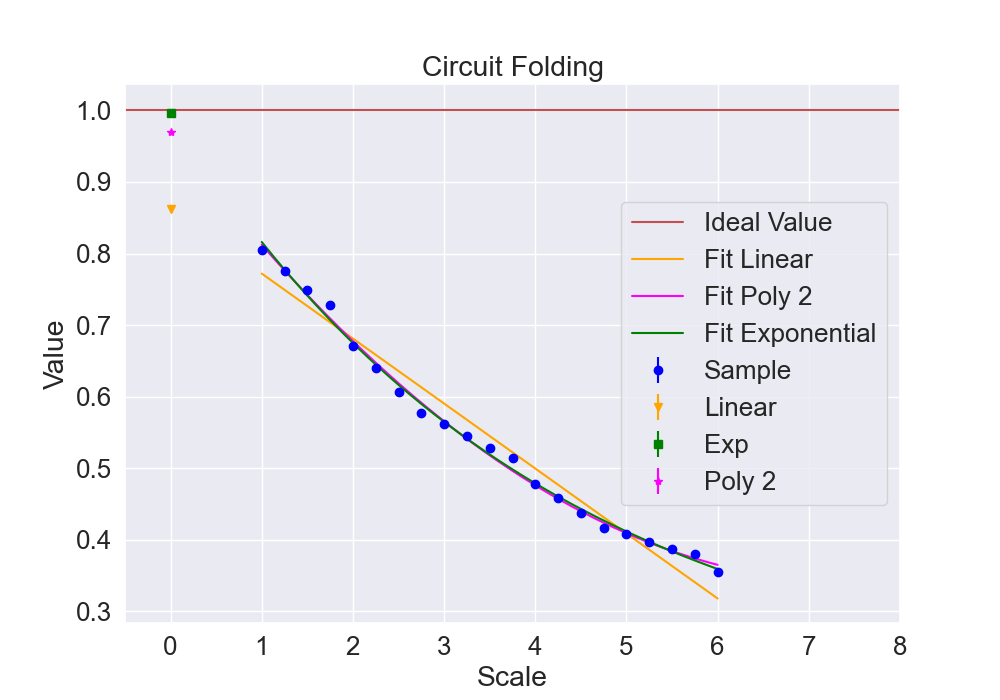 Circuit Folding
Value
1.0
0.9
0.8
0.7
0.6
0.5
0.4
0.3
Ideal Value
Fit Linear
Fit Poly 2
Fit Exponential
Sample
Linear
Exp
Poly 2
0 1 2 3 4 5 6 7 8
Scale